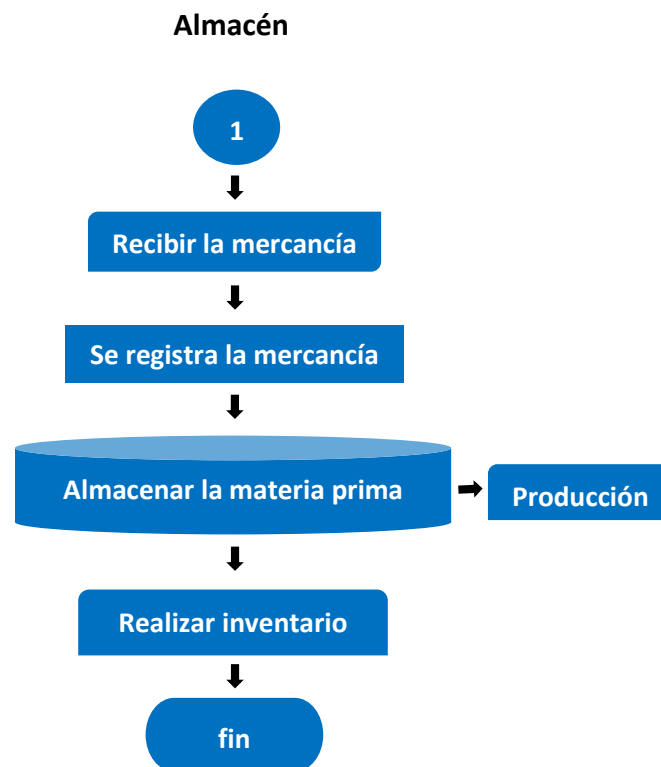 Almacén
1
Recibir la mercancía
Se registra la mercancía
Almacenar la materia prima
Producción
Realizar inventario
fin